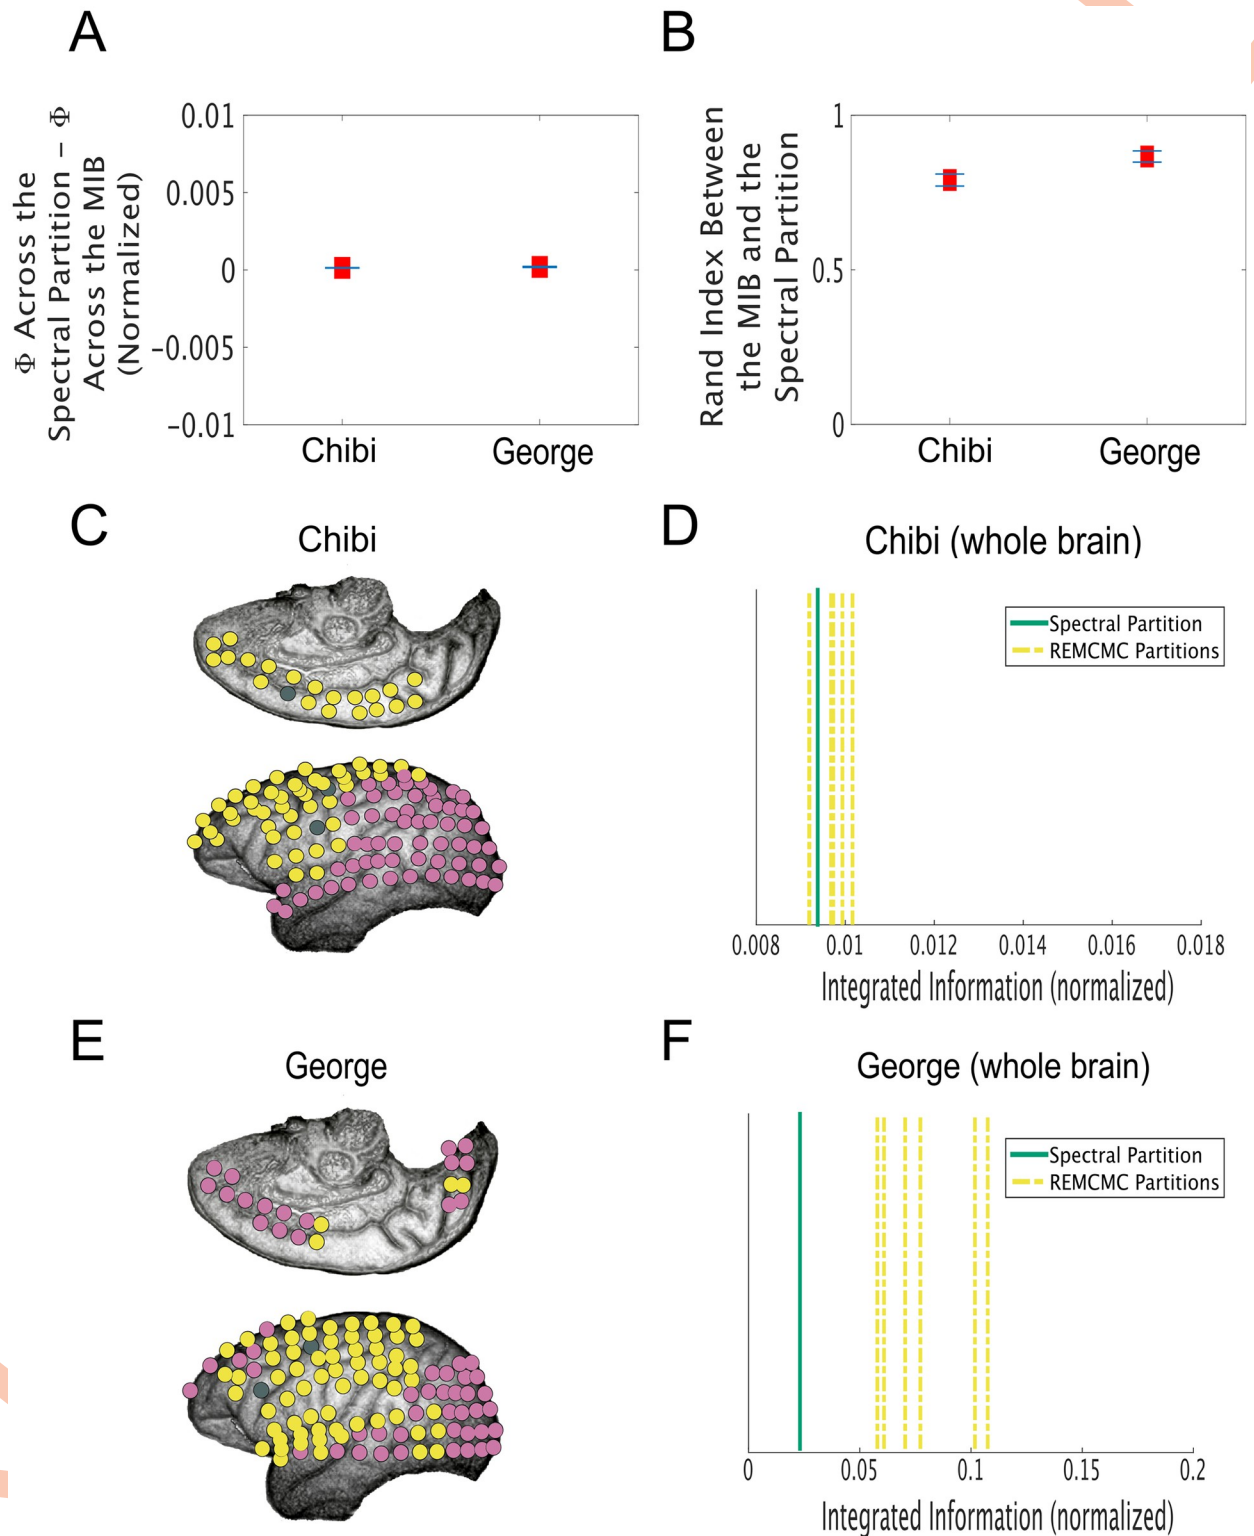 A
Φ Across the
Spectral Partition – Φ
Across the MIB
(Normalized)
0.01
0.005
0
−0.005
−0.01
Chibi
George
B
Rand Index Between
the MIB and the
Spectral Partition
1
0.5
0
Chibi
George
C
Chibi
D
Chibi (whole brain)
Spectral Partition
REMCMC Partitions
0.008
0.01
0.012
0.014
0.016
0.018
Integrated Information (normalized)
E
George
F
George (whole brain)
Spectral Partition
REMCMC Partitions
0
0.05
0.1
0.15
0.2
Integrated Information (normalized)